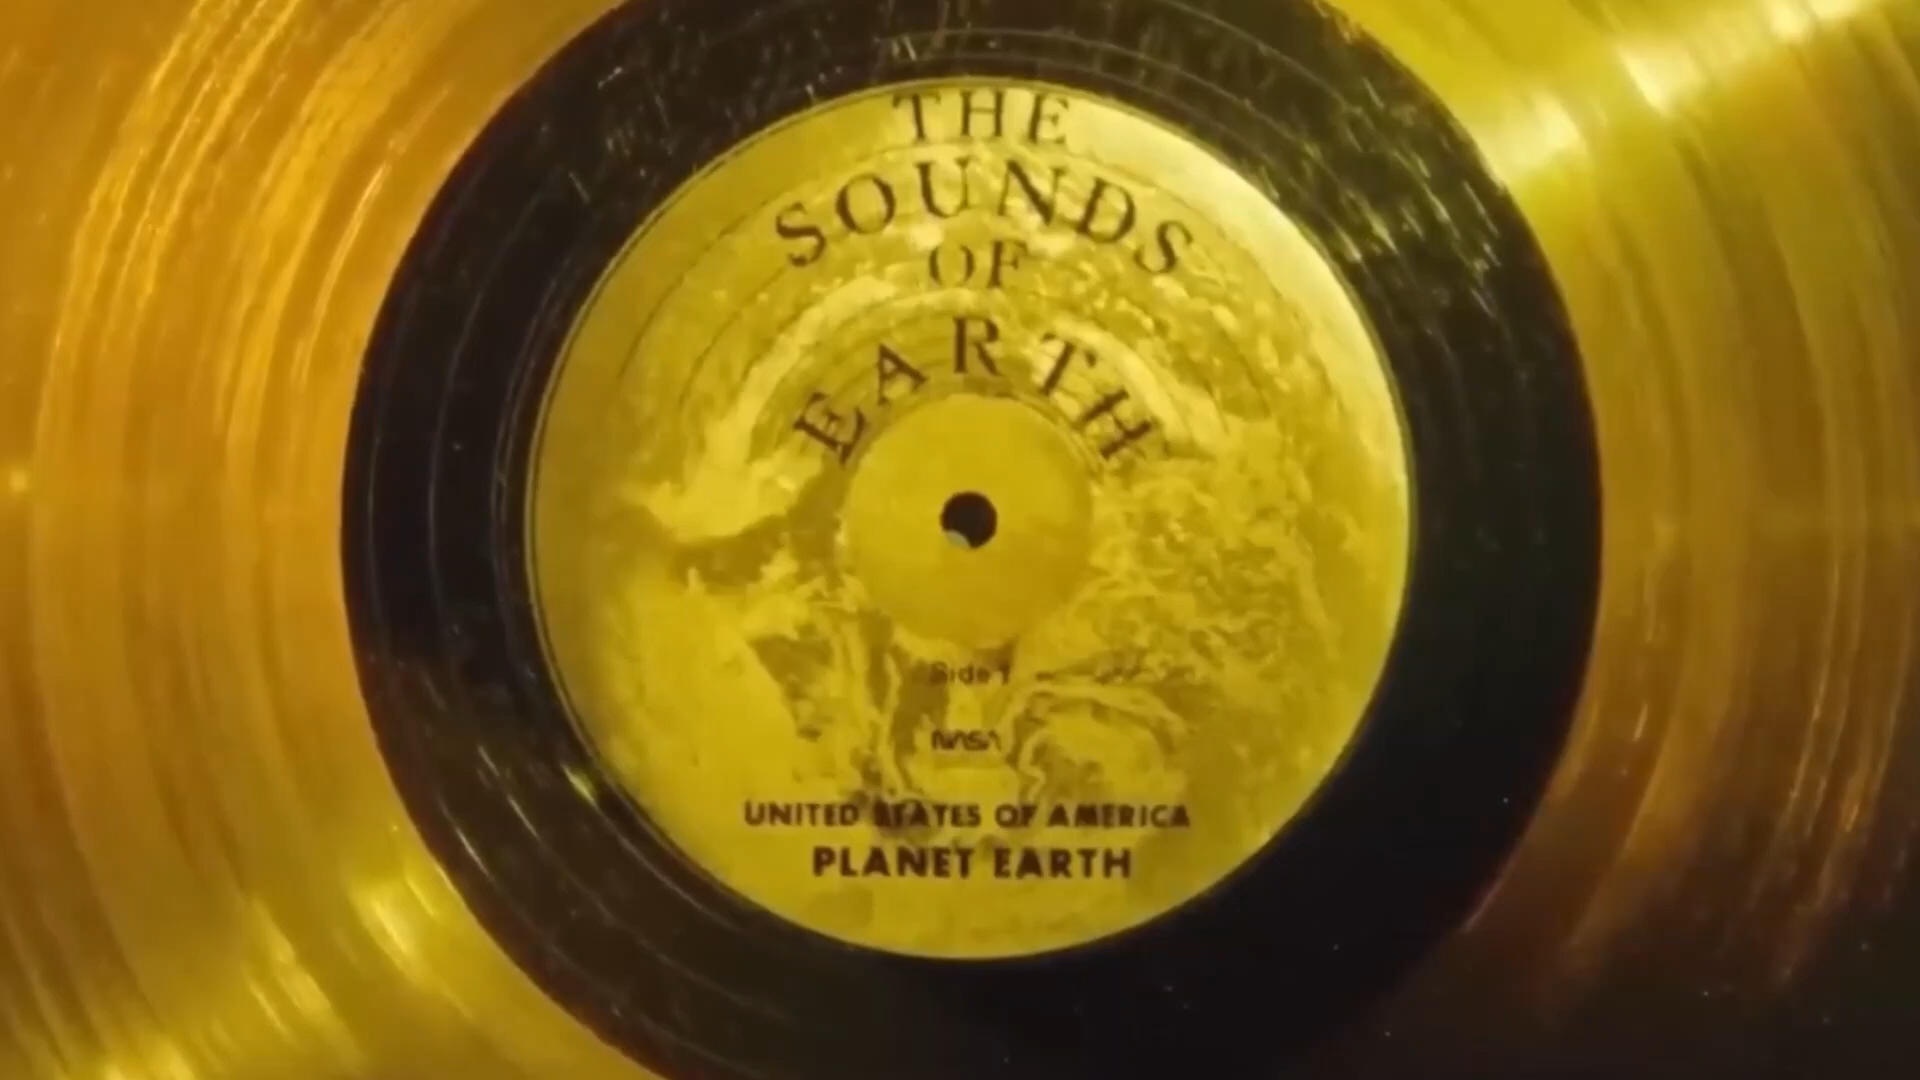 THE
SOUNDS
OF
EARTH
Side 1
NASA
UNITED STATES OF AMERICA
PLANET EARTH